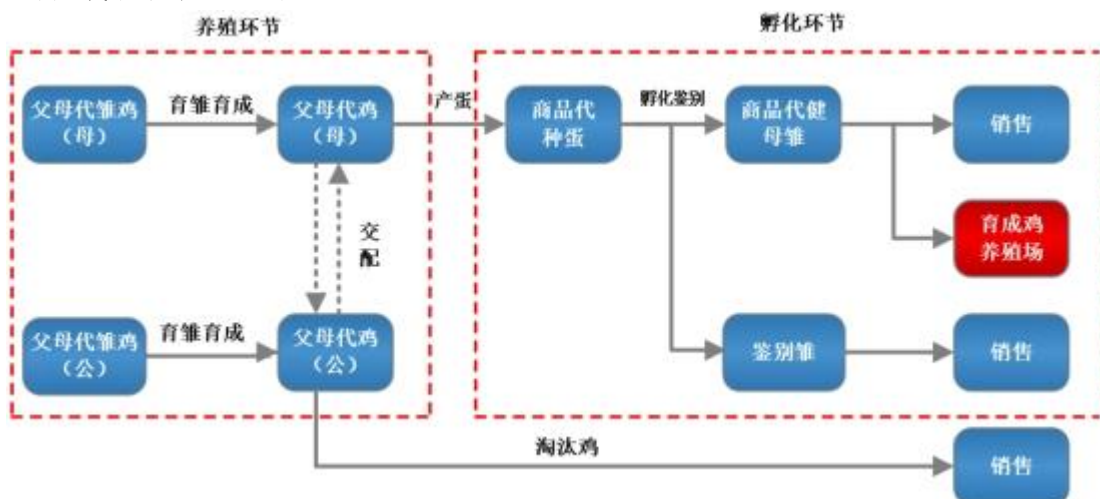 养殖环节
孵化环节
父母代雏鸡
（母）
育雏育成
父母代鸡
（母）
产蛋
商品代
种蛋
孵化鉴别
商品代健
母雏
销售
交
配
育成鸡
养殖场
父母代雏鸡
（公）
育雏育成
父母代鸡
（公）
鉴别雏
销售
淘汰鸡
销售